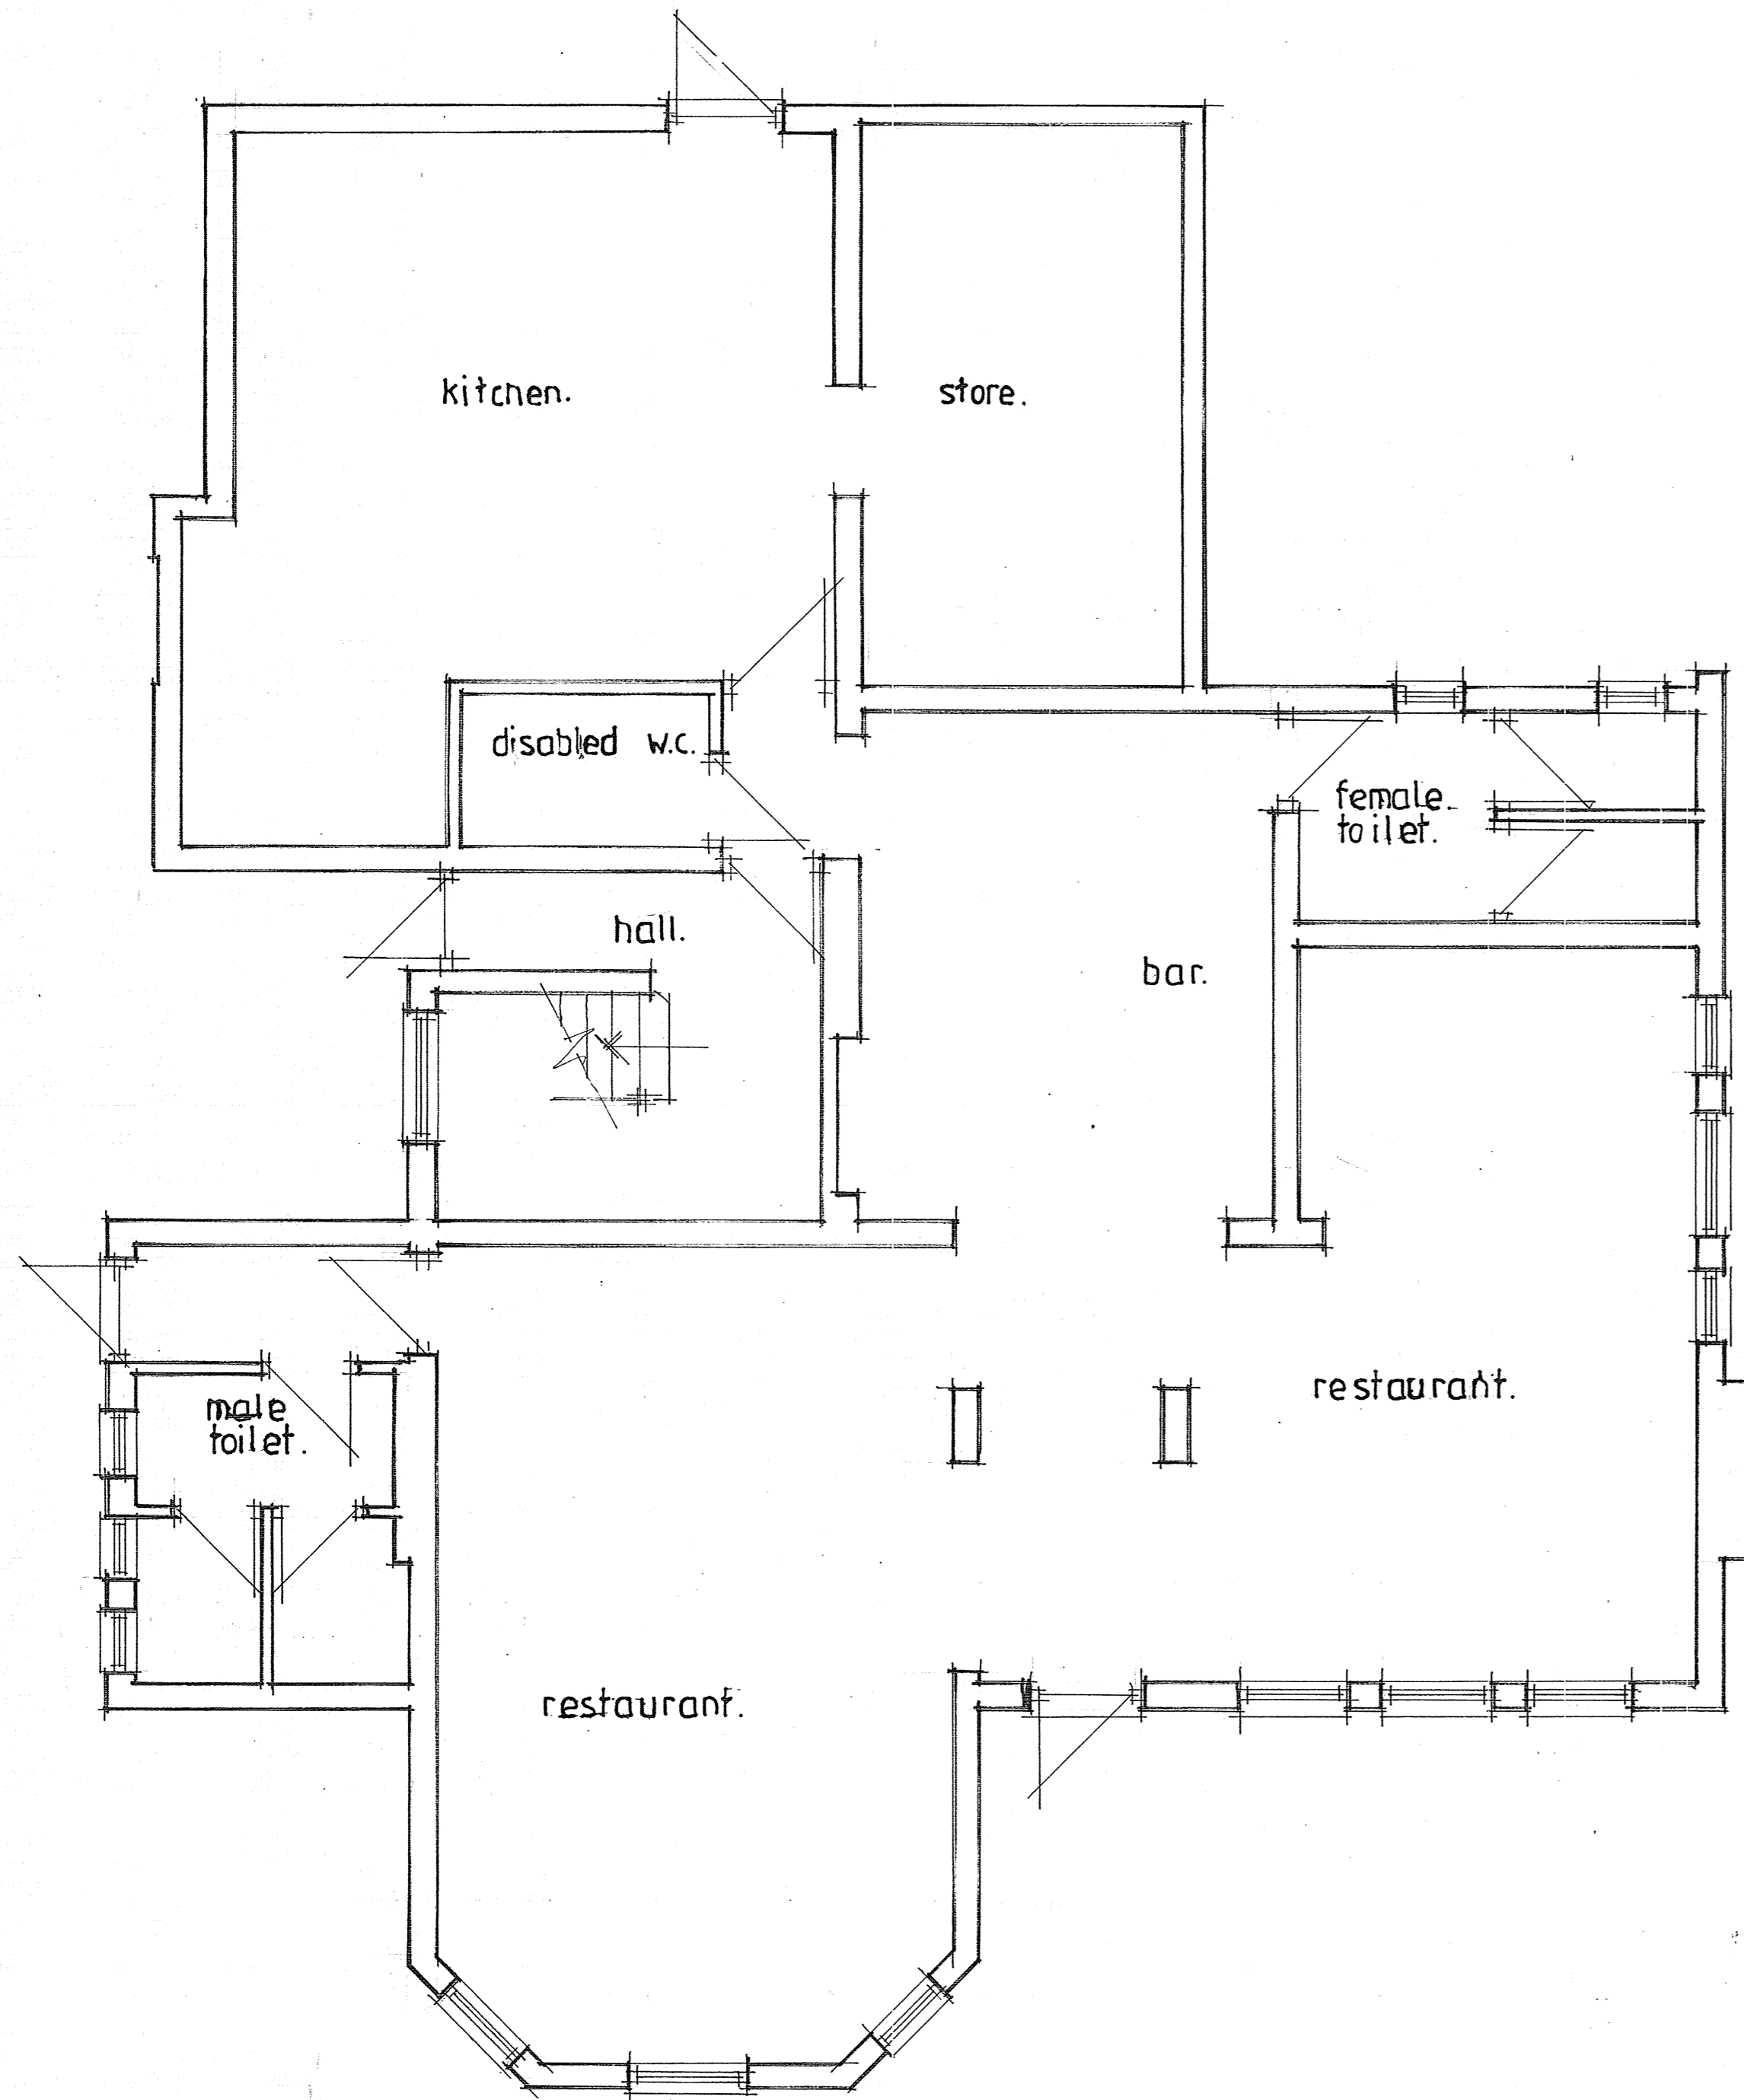 kitchen.
store.
disabled w.c.
female
toilet.
hall.
bar.
restaurant.
male
toilet.
restaurant.